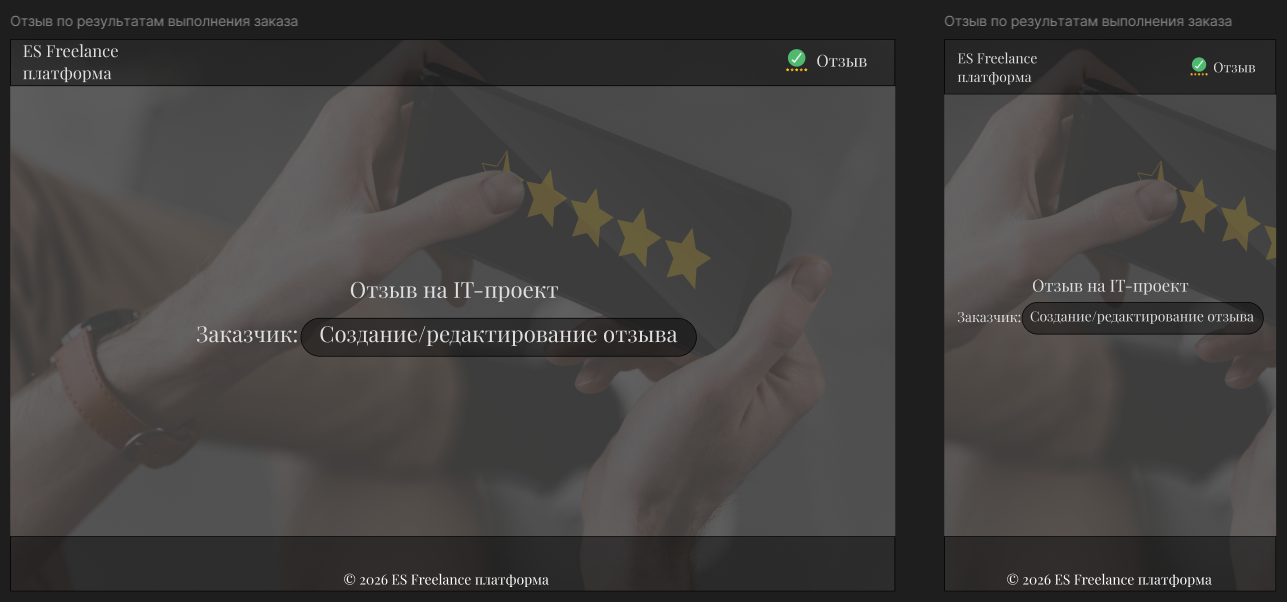 Отзыв по результатам выполнения заказа
ES Freelance
платформа
Отзыв
Отзыв на IT-проект
Заказчик: Создание/редактирование отзыва
© 2026 ES Freelance платформа
Отзыв по результатам выполнения заказа
ES Freelance
платформа
Отзыв
Отзыв на IT-проект
Заказчик: Создание/редактирование отзыва
© 2026 ES Freelance платформа